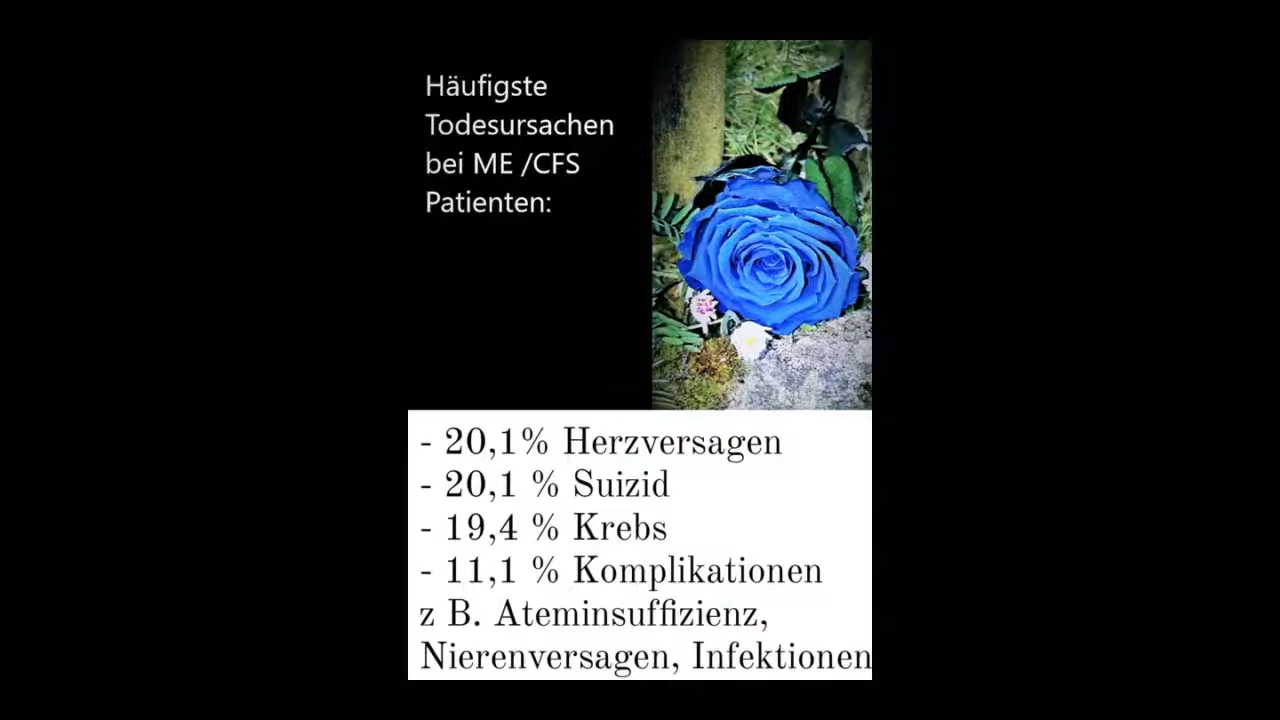 Häufigste
Todesursachen
bei ME /CFS
Patienten:
- 20,1% Herzversagen
- 20,1 % Suizid
- 19,4 % Krebs
- 11,1 % Komplikationen
z B. Ateminsuffizienz,
Nierenversagen, Infektionen